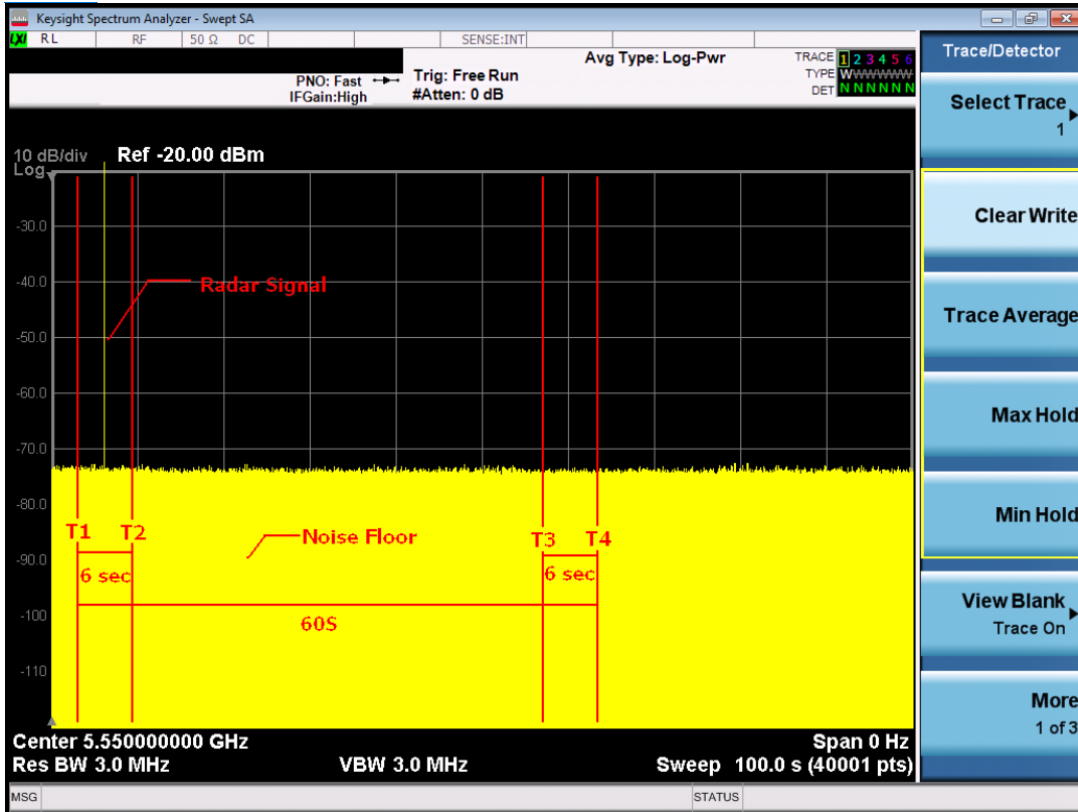 Keysight Spectrum Analyzer - Swept SA
LXI RL RF 50 Ω DC SENSE:INT
Avg Type: Log-Pwr
TRACE 1 2 3 4 5 6
TYPE WWWWWW
DET N N N N N N
PNO: Fast
IFGain:High
Trig: Free Run
#Atten: 0 dB
10 dB/div
Log
Ref -20.00 dBm
-30.0
-40.0
-50.0
-60.0
-70.0
-80.0
-90.0
-100
-110
Radar Signal
T1 T2 Noise Floor T3 T4
6 sec 6 sec
60S
Center 5.550000000 GHz Span 0 Hz
Res BW 3.0 MHz VBW 3.0 MHz Sweep 100.0 s (40001 pts)
MSG STATUS
Trace/Detector
Select Trace
1
Clear Write
Trace Average
Max Hold
Min Hold
View Blank
Trace On
More
1 of 3